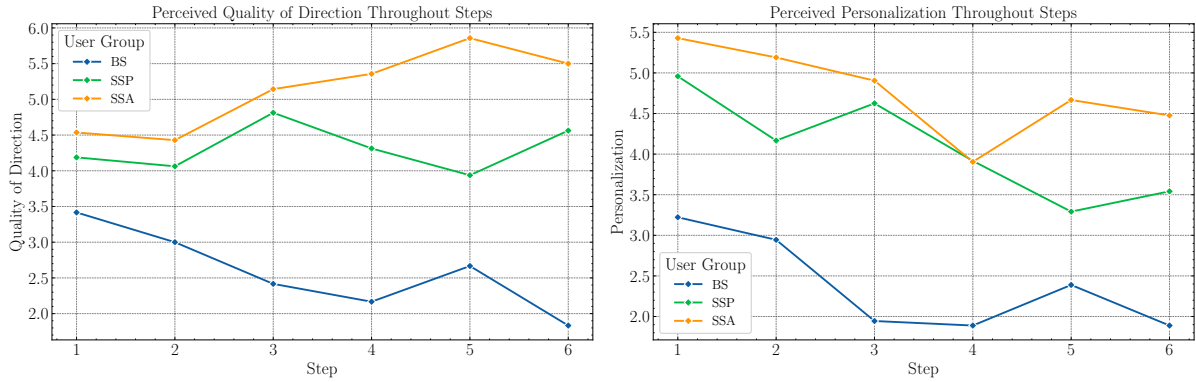 Perceived Quality of Direction Throughout Steps
Quality of Direction
6.0
5.5
5.0
4.5
4.0
3.5
3.0
2.5
2.0
User Group
BS
SSP
SSA
1 2 3 4 5 6
Step
Perceived Personalization Throughout Steps
Personalization
5.5
5.0
4.5
4.0
3.5
3.0
2.5
2.0
User Group
BS
SSP
SSA
1 2 3 4 5 6
Step